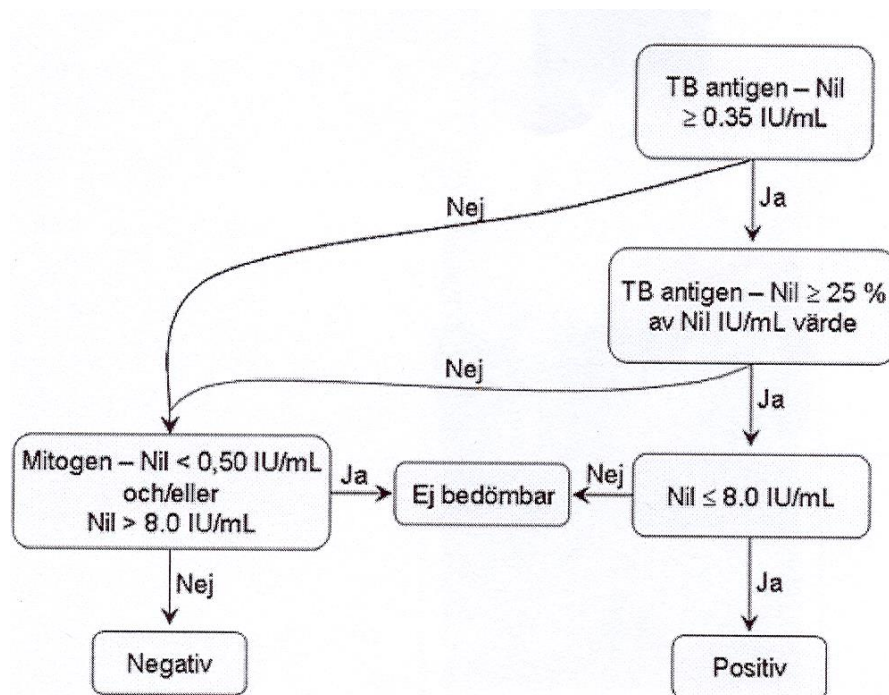 TB antigen – Nil
≥ 0.35 IU/mL
Nej
Ja
TB antigen – Nil ≥ 25 %
av Nil IU/mL värde
Nej
Ja
Mitogen – Nil < 0,50 IU/mL
och/eller
Nil > 8.0 IU/mL
Ja
Ej bedömbar
Nej
Nil ≤ 8.0 IU/mL
Nej
Ja
Negativ
Positiv